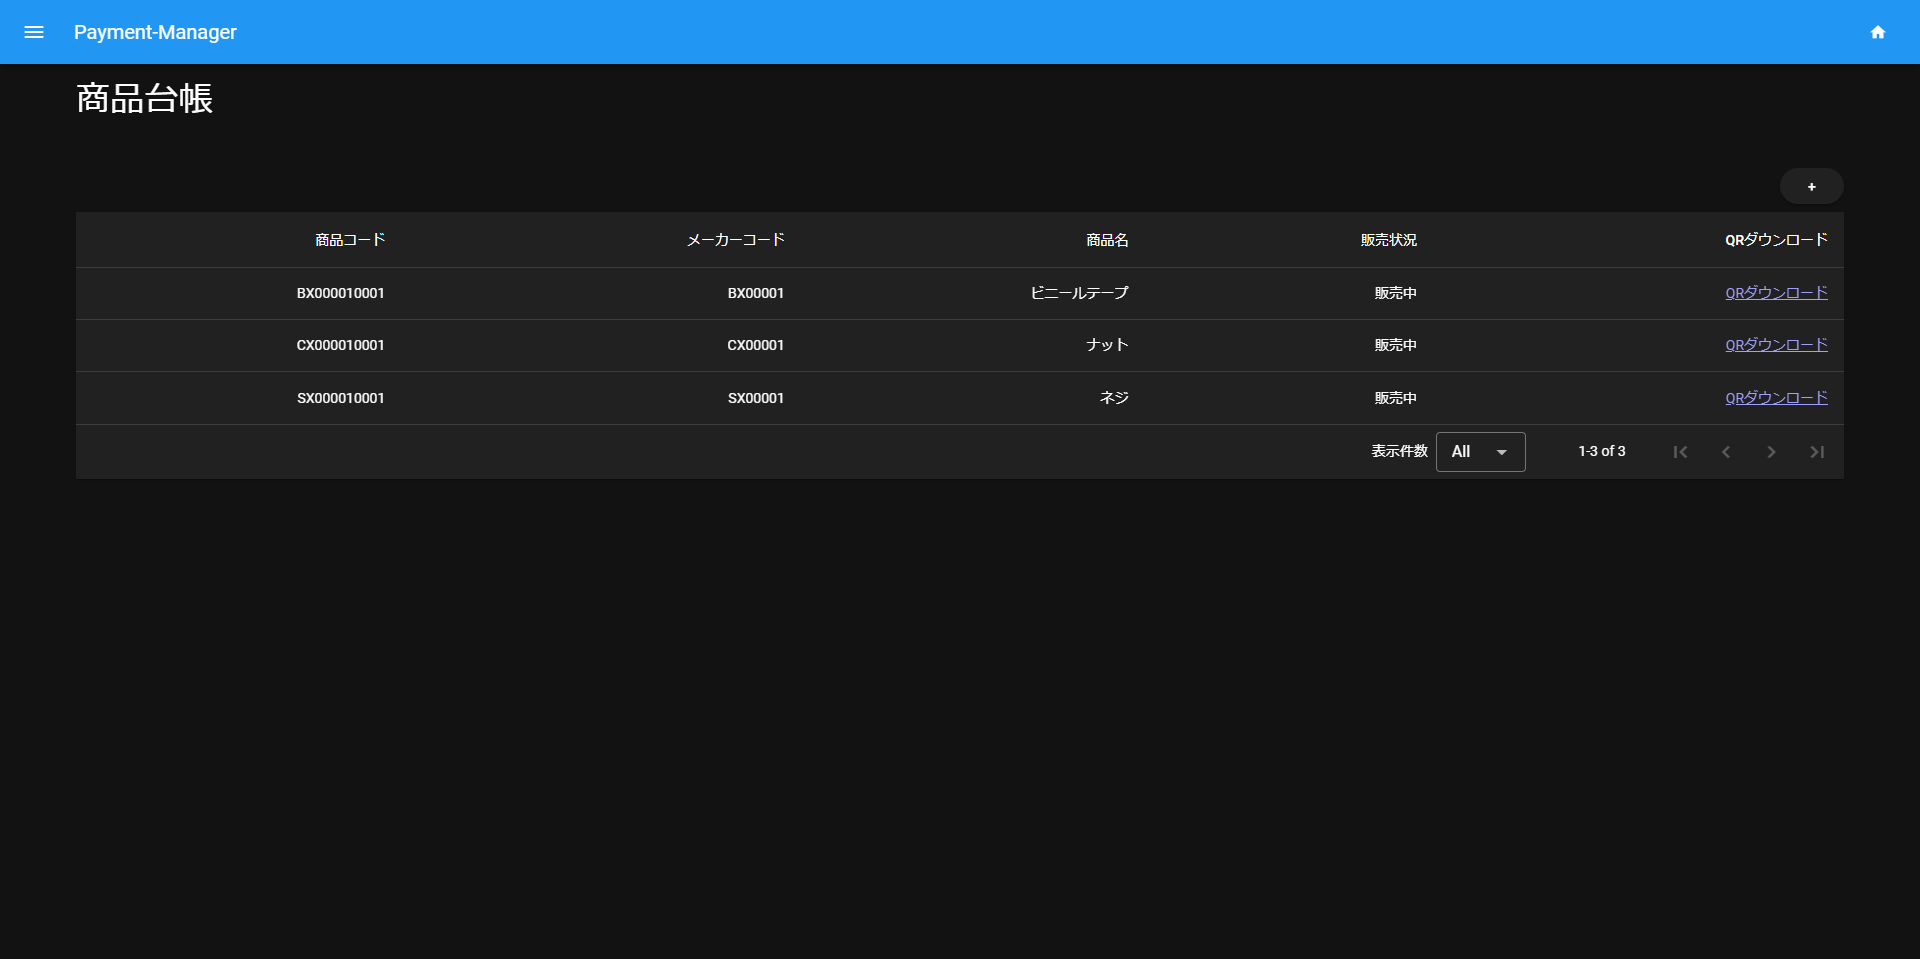 Payment-Manager
商品台帳
+
商品コード メーカーコード 商品名 販売状況 QRダウンロード
BX000010001 BX00001 ビニールテープ 販売中 QRダウンロード
CX000010001 CX00001 ナット 販売中 QRダウンロード
SX000010001 SX00001 ネジ 販売中 QRダウンロード
表示件数 All 1-3 of 3